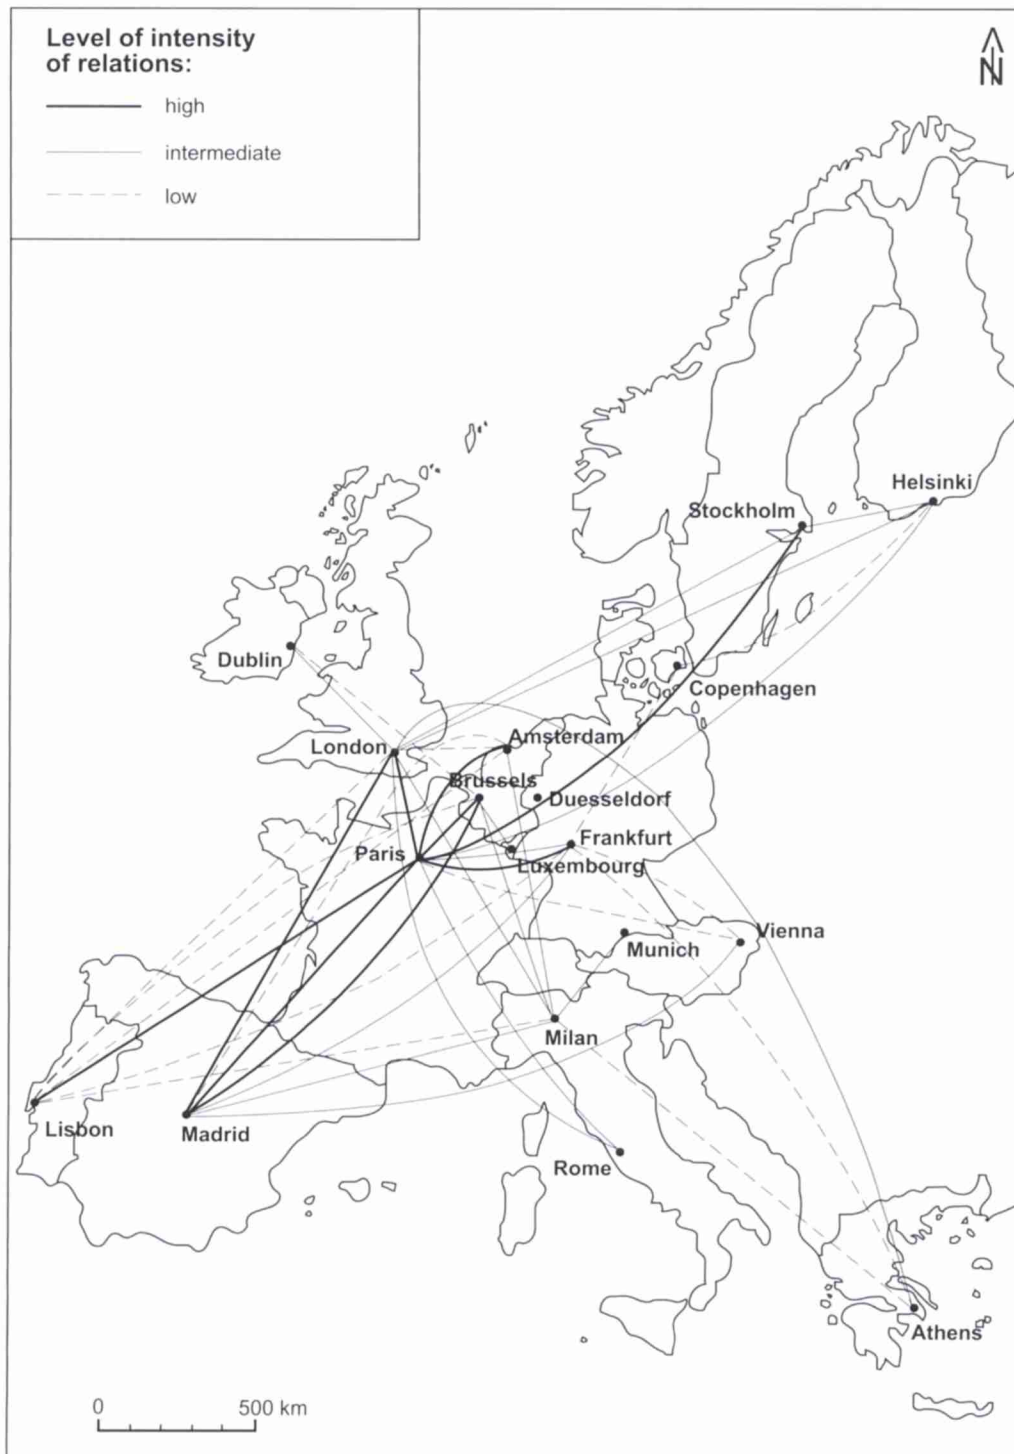 Level of intensity
of relations:
high
intermediate
low
N
Helsinki
Stockholm
Dublin
Copenhagen
London
Amsterdam
Brussels
Duesseldorf
Frankfurt
Paris
Luxembourg
Vienna
Munich
Milan
Lisbon
Madrid
Rome
Athens
0 500 km